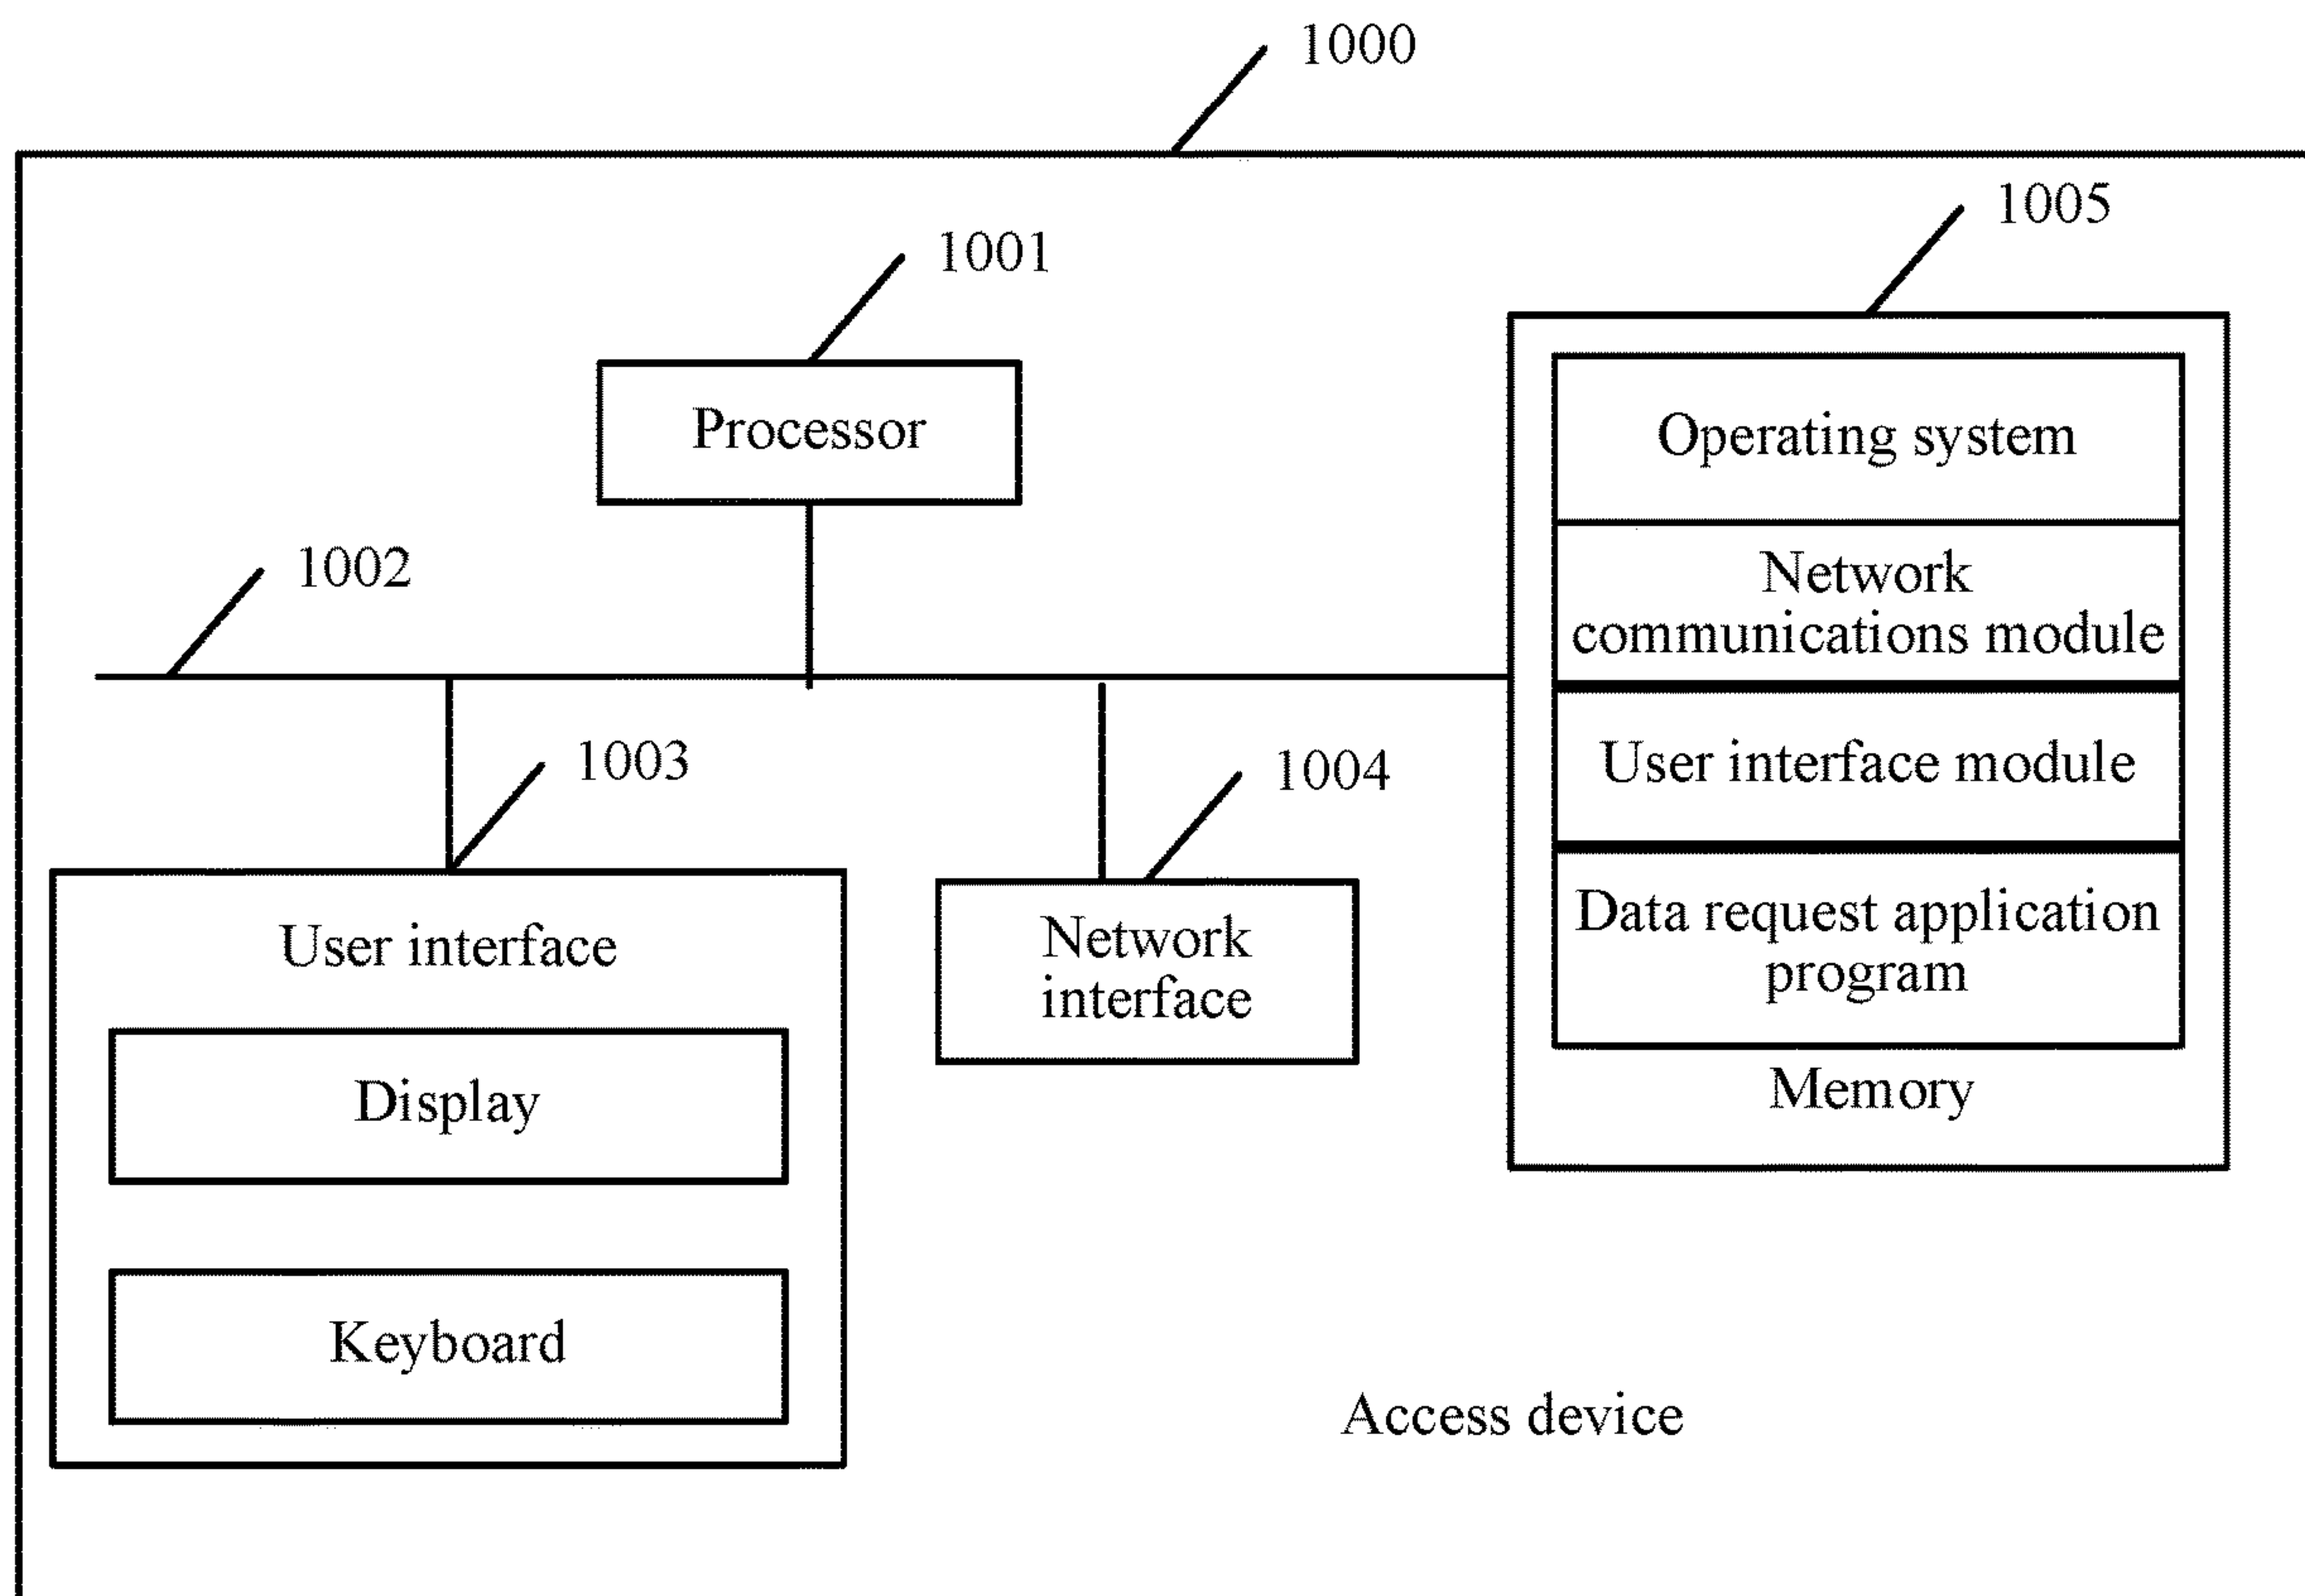 1000
1005
1001
Processor
Operating system
Network
communications module
1002
User interface module
1003
1004
Data request application
program
User interface
Network
interface
Memory
Display
Keyboard
Access device